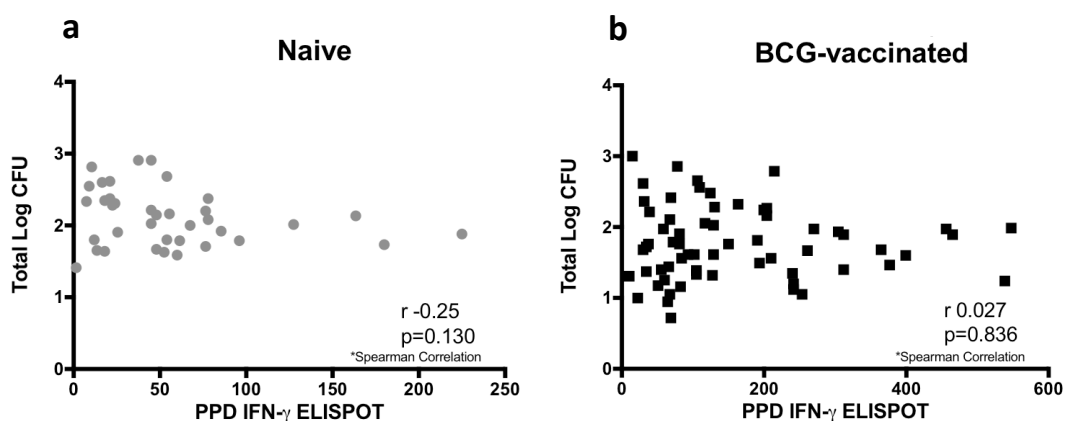 a
Naive
Total Log CFU
4
3
2
1
0
0 50 100 150 200 250
r -0.25
p=0.130
*Spearman Correlation
PPD IFN-γ ELISPOT
b
BCG-vaccinated
Total Log CFU
4
3
2
1
0
0 200 400 600
r 0.027
p=0.836
*Spearman Correlation
PPD IFN-γ ELISPOT